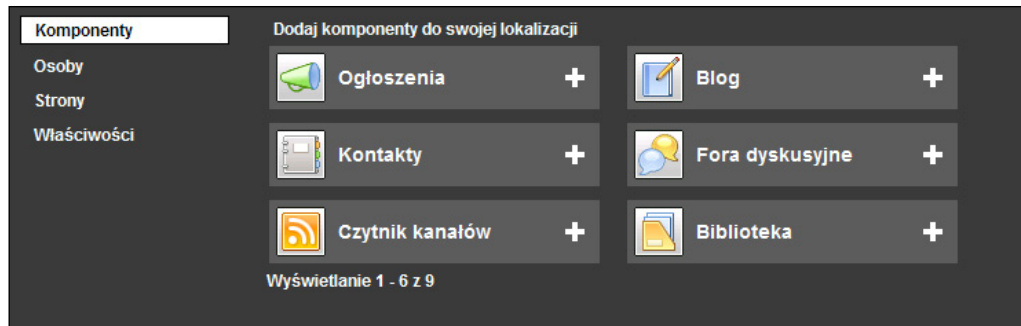 Komponenty
Osoby
Strony
Właściwości
Dodaj komponenty do swojej lokalizacji
Ogłoszenia
Blog
Kontakty
Fora dyskusyjne
Czytnik kanałów
Biblioteka
Wyświetlanie 1 - 6 z 9